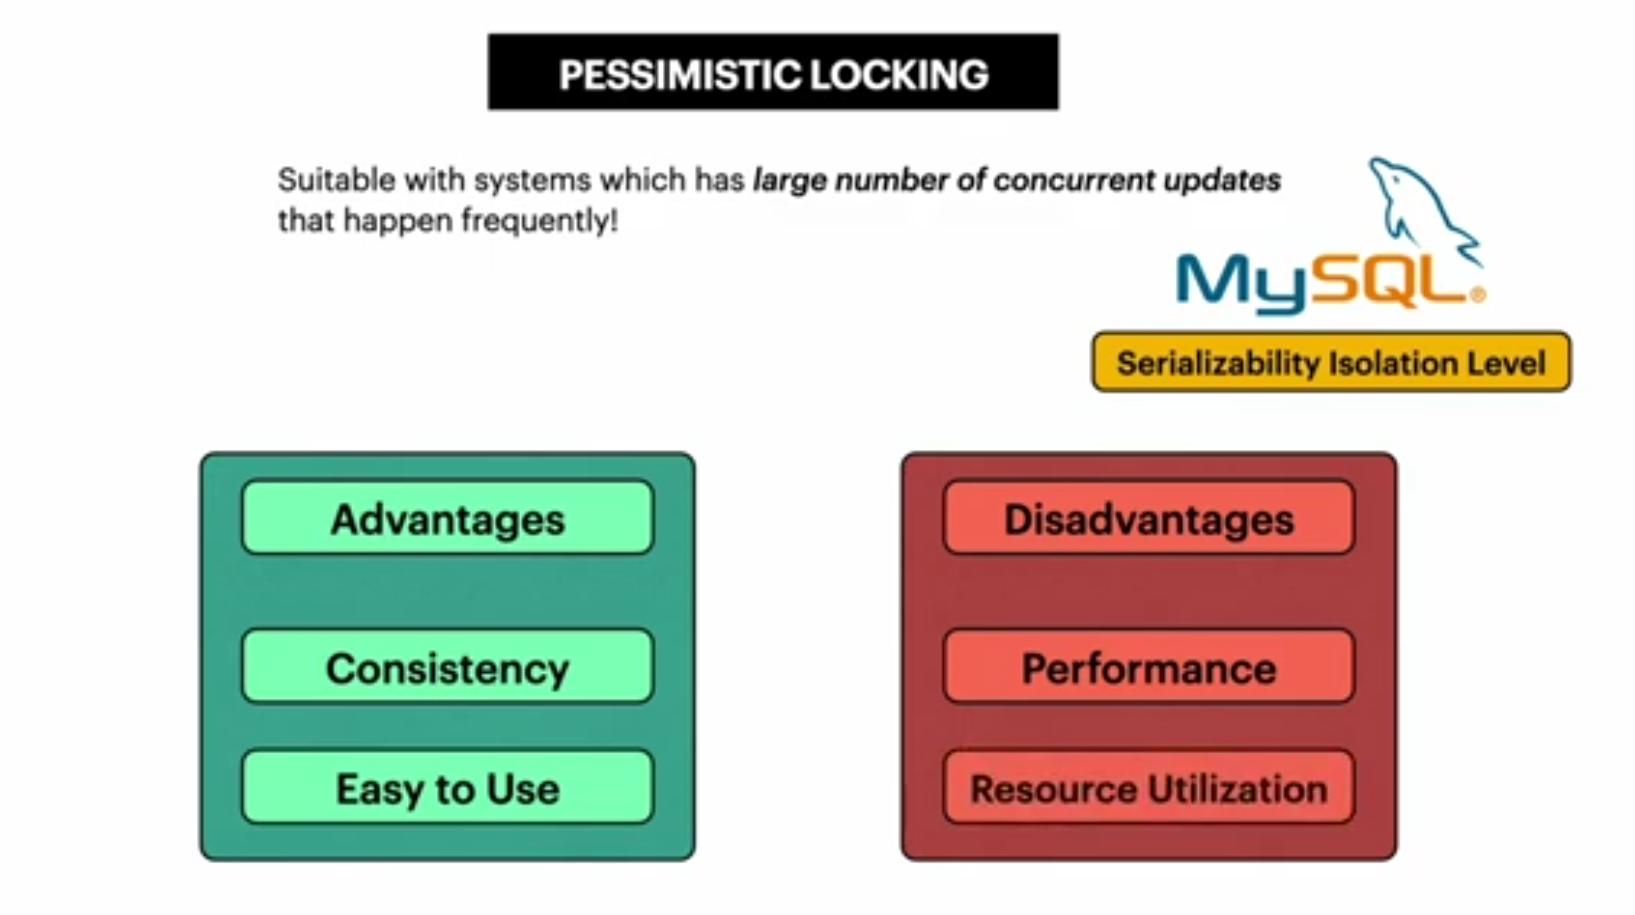 PESSIMISTIC LOCKING
Suitable with systems which has large number of concurrent updates
that happen frequently!
MySQL®
Serializability Isolation Level
Advantages
Consistency
Easy to Use
Disadvantages
Performance
Resource Utilization